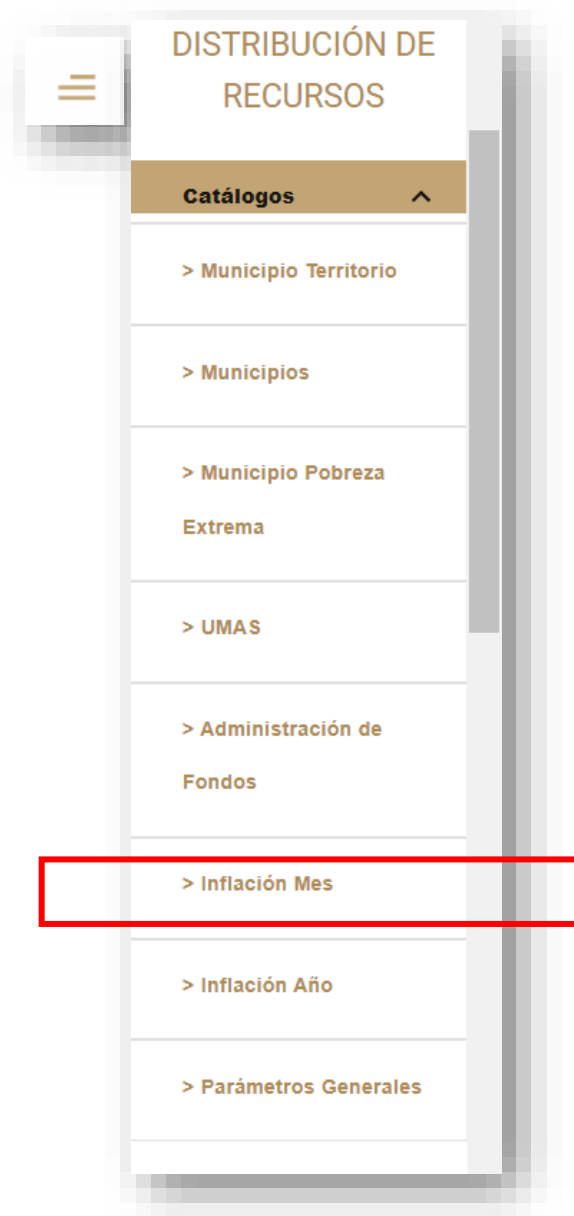 DISTRIBUCIÓN DE
RECURSOS
Catálogos
> Municipio Territorio
> Municipios
> Municipio Pobreza
Extrema
> UMAS
> Administración de
Fondos
> Inflación Mes
> Inflación Año
> Parámetros Generales